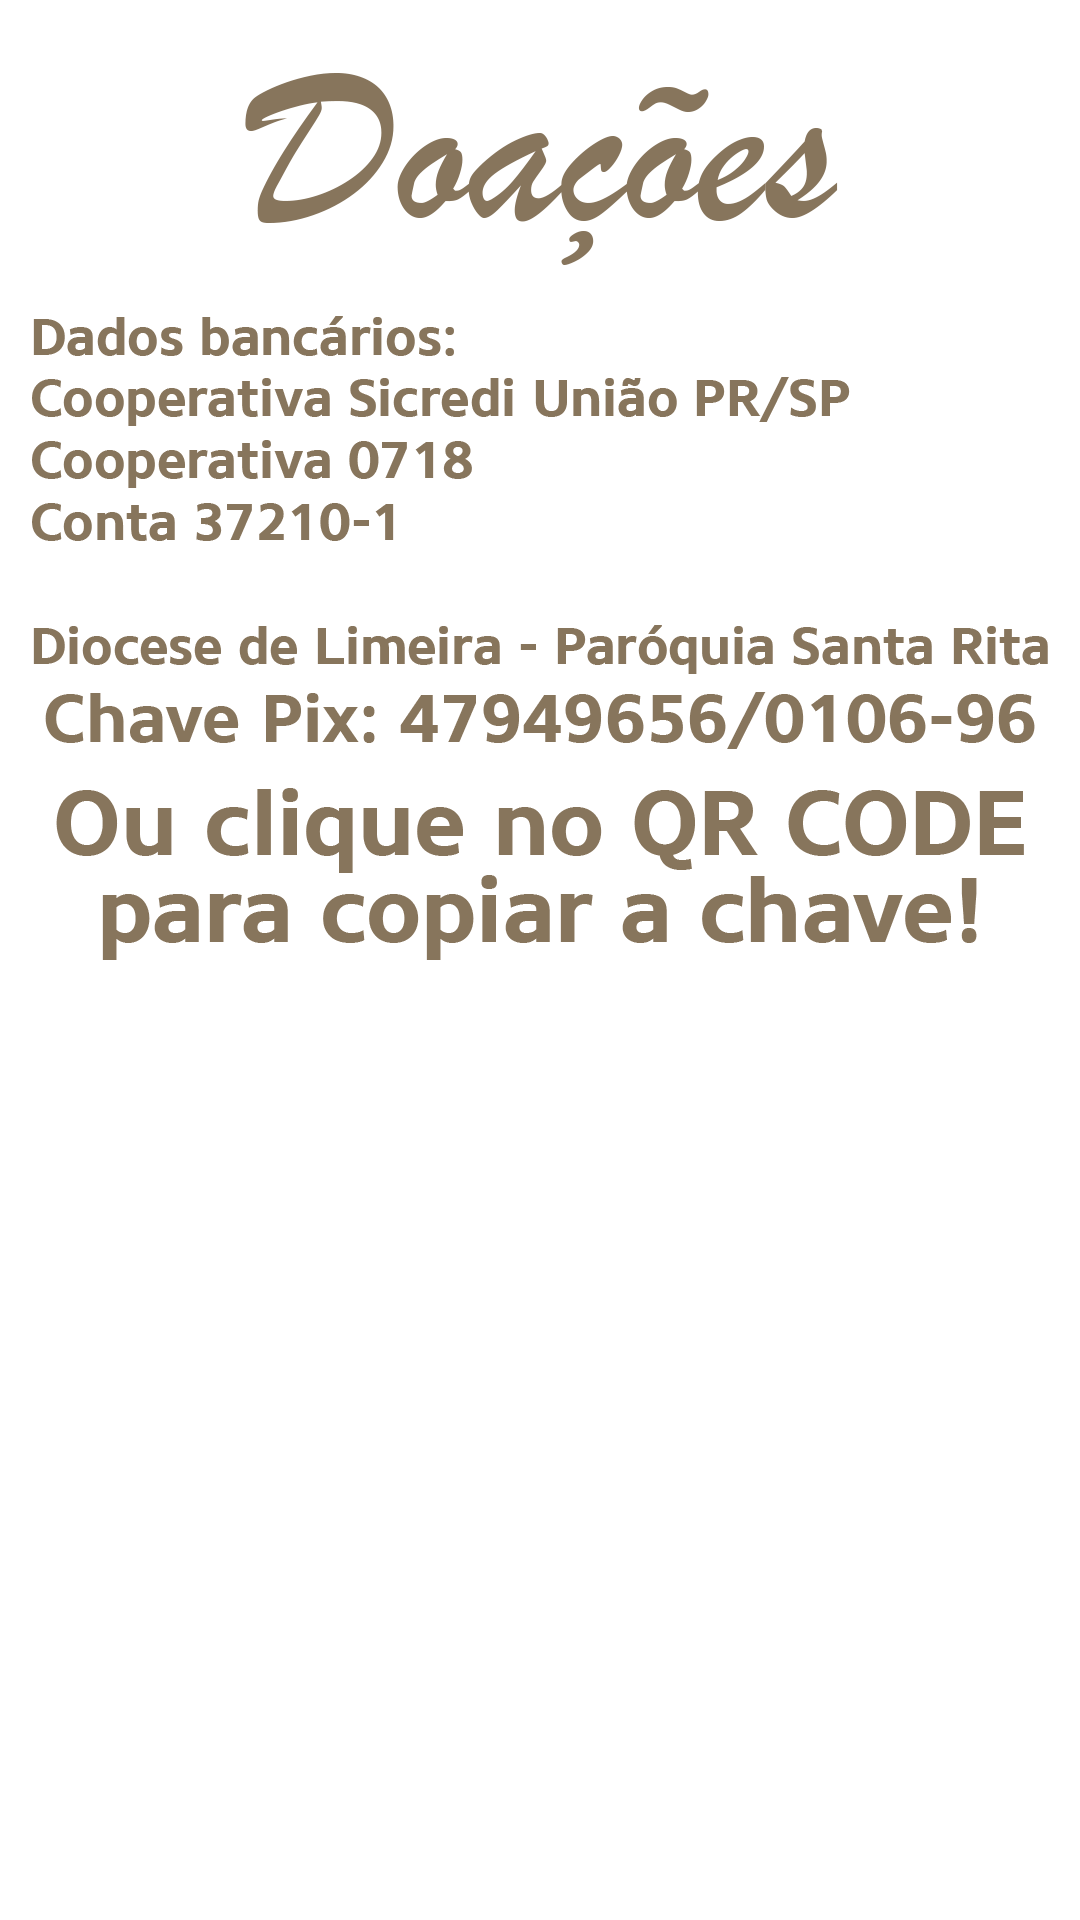 Doações
Dados bancários:
Cooperativa Sicredi União PR/SP
Cooperativa 0718
Conta 37210-1
Diocese de Limeira - Paróquia Santa Rita
Chave Pix: 47949656/0106-96
Ou clique no QR CODE
para copiar a chave!